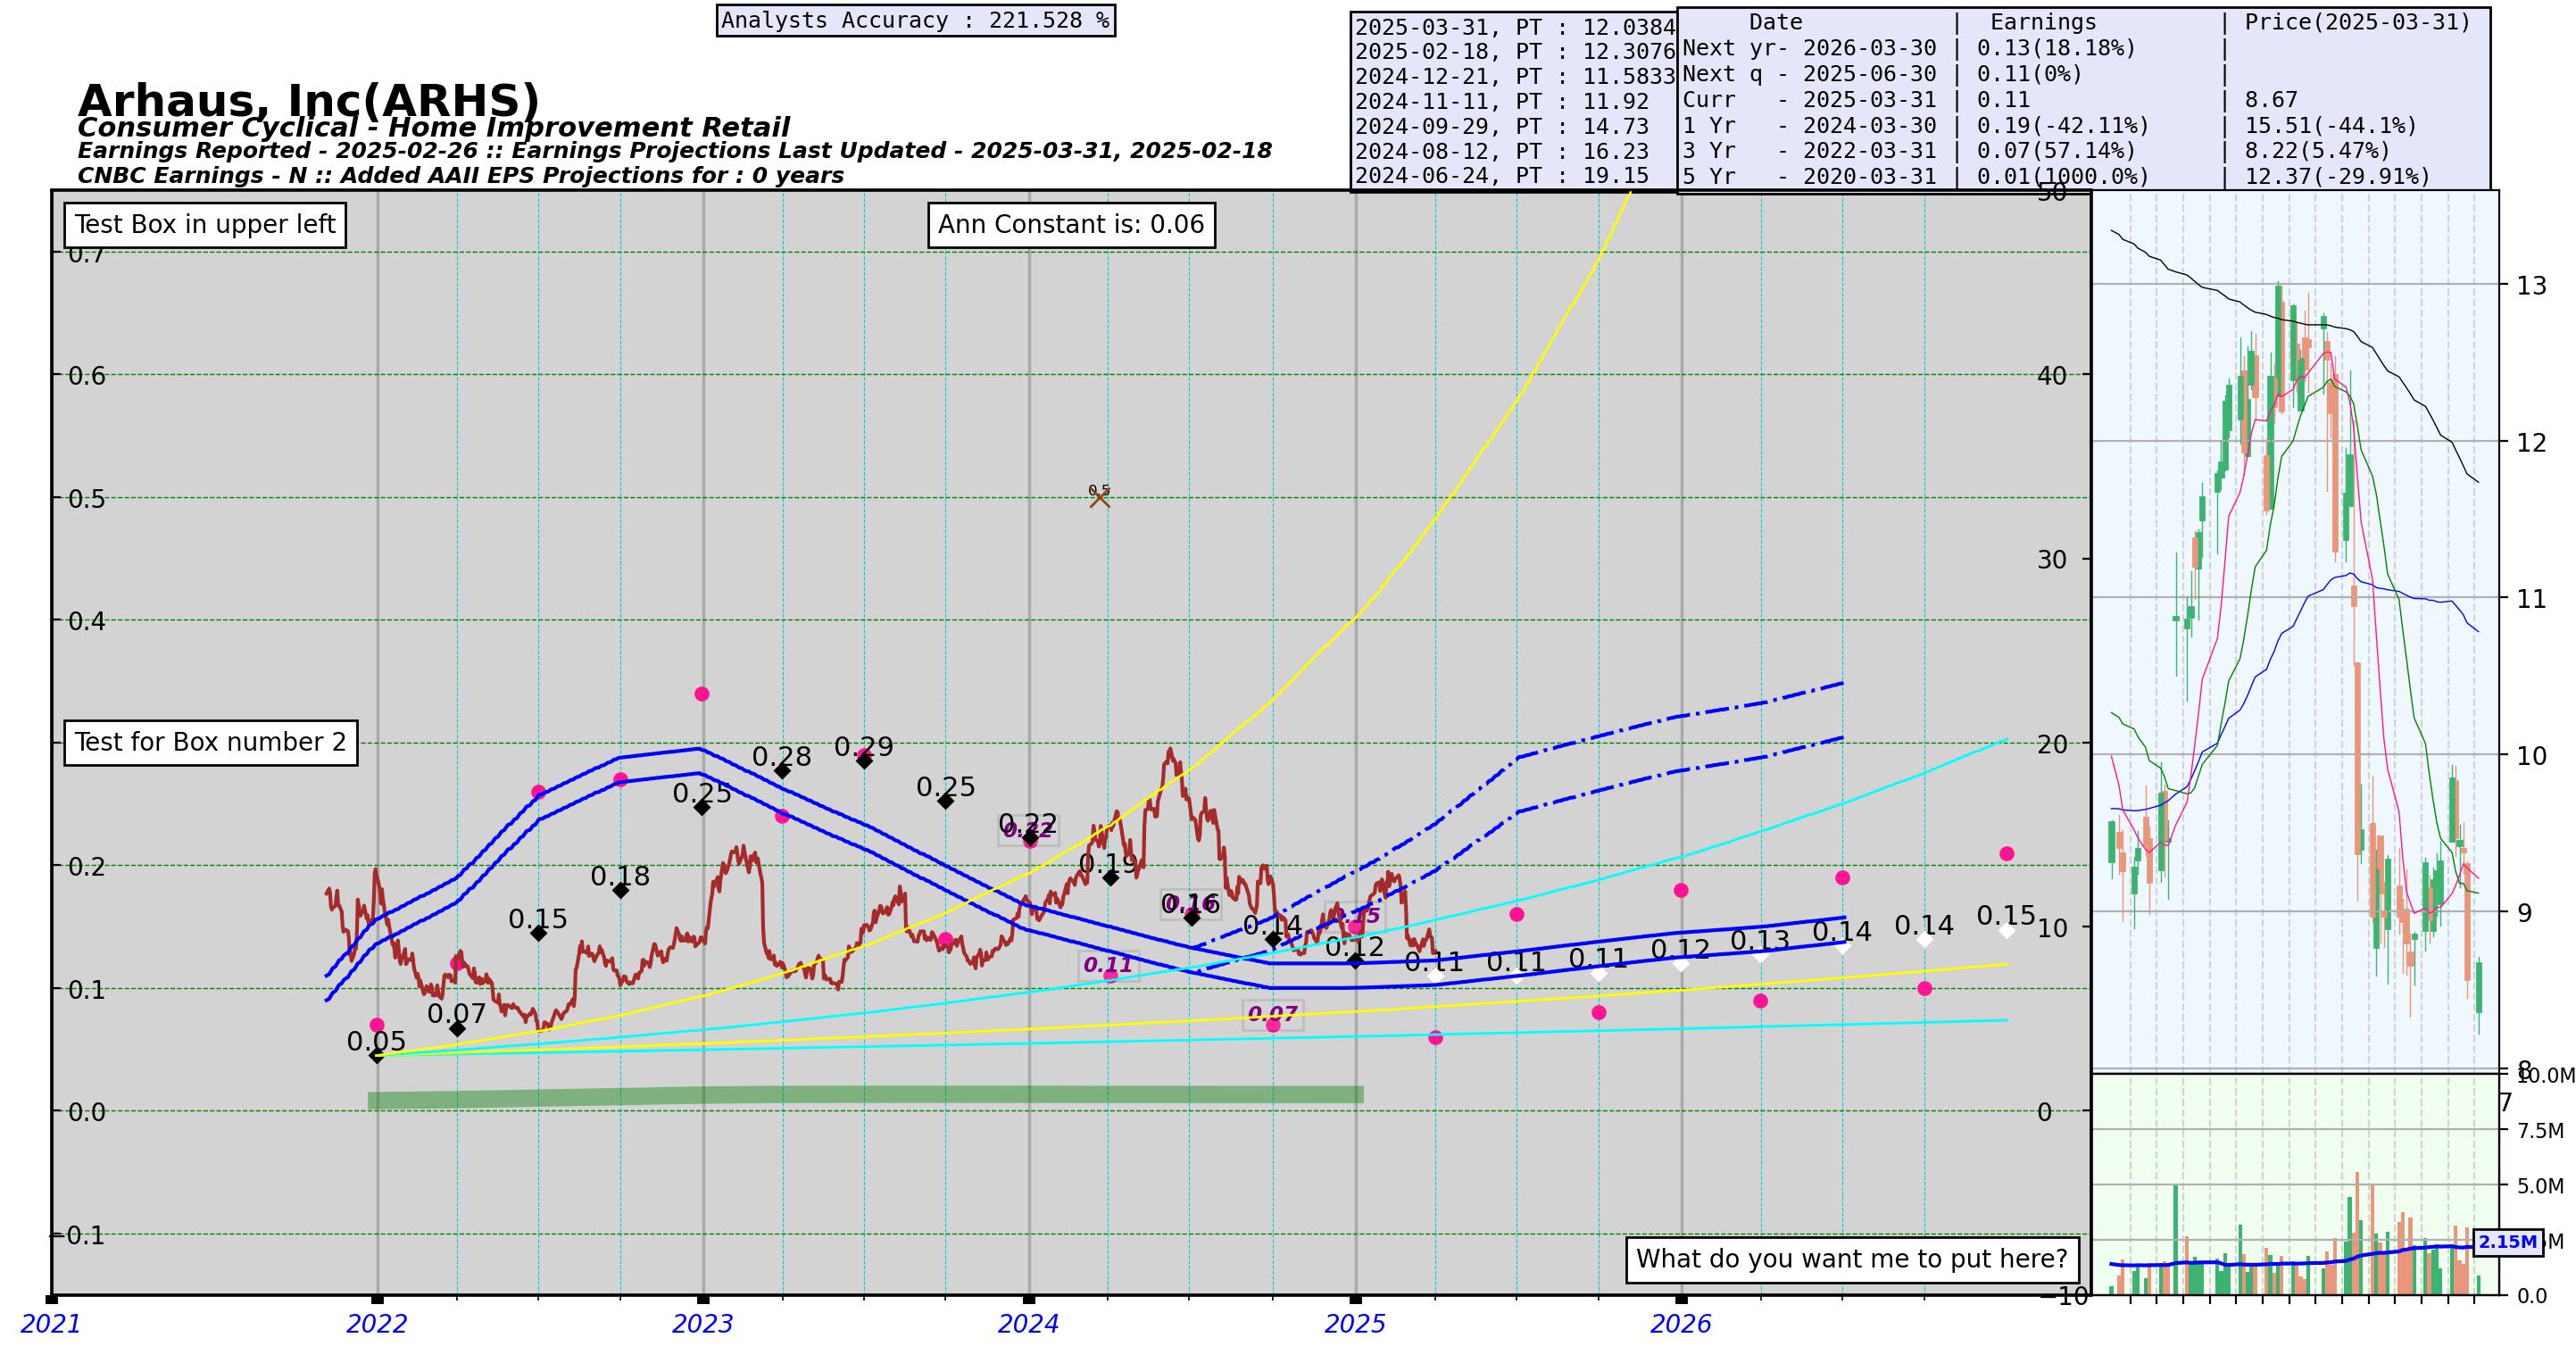 Analysts Accuracy : 221.528 %
2025-03-31, PT : 12.0384
2025-02-18, PT : 12.3076
2024-12-21, PT : 11.5833
2024-11-11, PT : 11.92
2024-09-29, PT : 14.73
2024-08-12, PT : 16.23
2024-06-24, PT : 19.15
Date | Earnings | Price(2025-03-31)
Next yr- 2026-03-30 | 0.13(18.18%) |
Next q - 2025-06-30 | 0.11(0%) |
Curr - 2025-03-31 | 0.11 | 8.67
1 Yr - 2024-03-30 | 0.19(-42.11%) | 15.51(-44.1%)
3 Yr - 2022-03-31 | 0.07(57.14%) | 8.22(5.47%)
5 Yr - 2020-03-31 | 0.01(1000.0%) | 12.37(-29.91%)
Arhaus, Inc(ARHS)
Consumer Cyclical - Home Improvement Retail
Earnings Reported - 2025-02-26 :: Earnings Projections Last Updated - 2025-03-31, 2025-02-18
CNBC Earnings - N :: Added AAII EPS Projections for : 0 years
Test Box in upper left
Ann Constant is: 0.06
Test for Box number 2
What do you want me to put here?
0.7
0.6
0.5
0.4
0.2
0.1
0.0
−0.1
50
40
30
20
10
0
−10
0.5
0.05
0.07
0.15
0.18
0.25
0.28
0.29
0.25
0.22
0.22
0.19
0.11
0.16
0.16
0.14
0.07
0.12
0.15
0.11
0.11
0.11
0.12
0.13
0.14
0.14
0.15
13
12
11
10
9
8
7
10.0M
7.5M
5.0M
2.15M
0.0
2021
2022
2023
2024
2025
2026